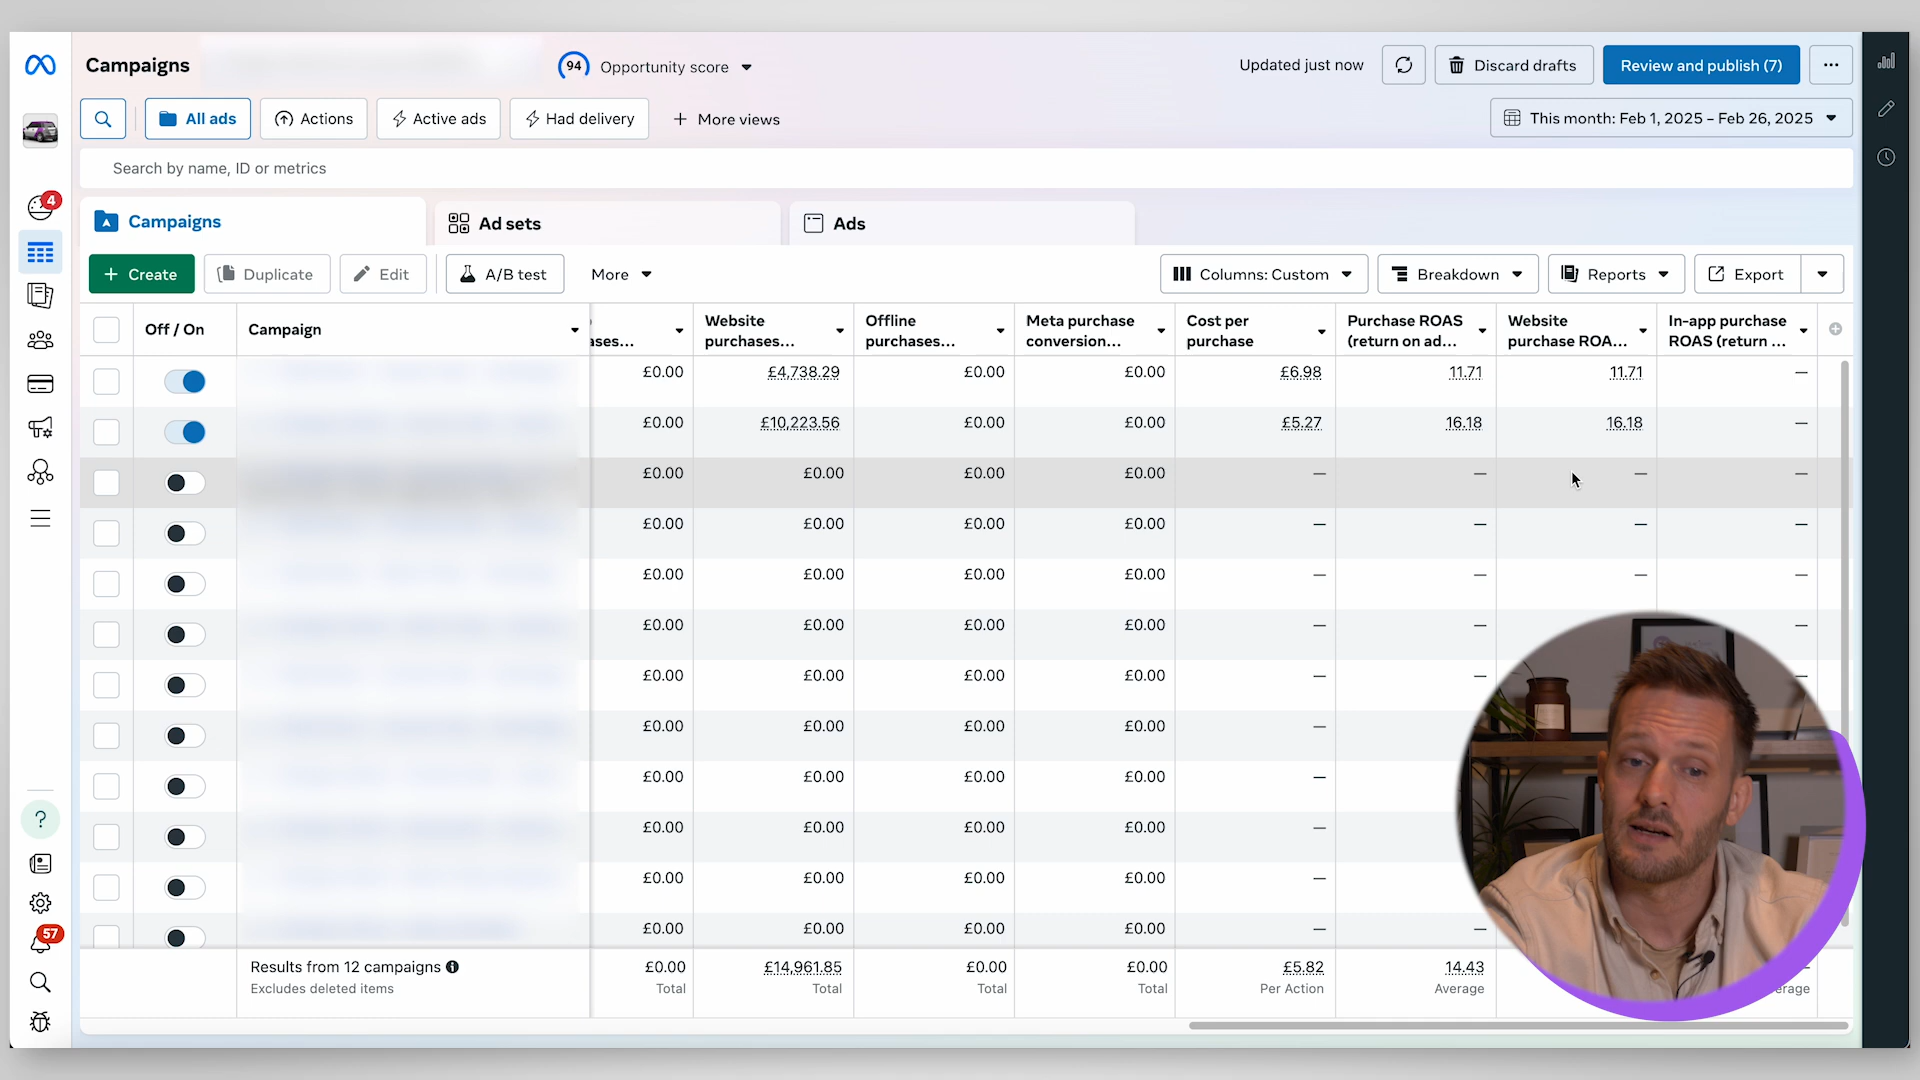 Campaigns
94 Opportunity score
Updated just now
Discard drafts
Review and publish (7)
All ads
Actions
Active ads
Had delivery
+ More views
This month: Feb 1, 2025 – Feb 26, 2025
Search by name, ID or metrics
4
Campaigns
Ad sets
Ads
+ Create
Duplicate
Edit
A/B test
More
Columns: Custom
Breakdown
Reports
Export
Off / On
Campaign
ases...
Website purchases...
Offline purchases...
Meta purchase conversion...
Cost per purchase
Purchase ROAS (return on ad...
Website purchase ROA...
In-app purchase ROAS (return ...
£0.00 £4,738.29 £0.00 £0.00 £6.98 11.71 11.71 —
£0.00 £10,223.56 £0.00 £0.00 £5.27 16.18 16.18 —
£0.00 £0.00 £0.00 £0.00 — — — —
£0.00 £0.00 £0.00 £0.00 — — — —
£0.00 £0.00 £0.00 £0.00 — — — —
£0.00 £0.00 £0.00 £0.00 — — —
£0.00 £0.00 £0.00 £0.00 — — —
£0.00 £0.00 £0.00 £0.00 —
£0.00 £0.00 £0.00 £0.00 —
£0.00 £0.00 £0.00 £0.00 —
£0.00 £0.00 £0.00 £0.00 —
£0.00 £0.00 £0.00 £0.00 — —
?
57
Results from 12 campaigns
Excludes deleted items
£0.00 £14,961.85 £0.00 £0.00 £5.82 14.43
Total Total Total Total Per Action Average erage